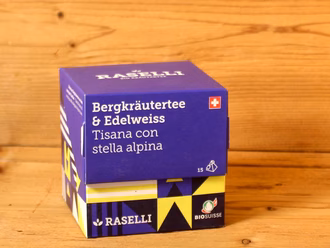 RASELLI
Bergkräutertee
& Edelweiss
Tisana con
stella alpina
15
RASELLI
BIOSUISSE